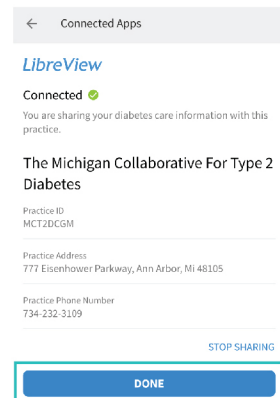 Connected Apps
LibreView
Connected
You are sharing your diabetes care information with this
practice.
The Michigan Collaborative For Type 2
Diabetes
Practice ID
MCT2DCGM
Practice Address
777 Eisenhower Parkway, Ann Arbor, Mi 48105
Practice Phone Number
734-232-3109
STOP SHARING
DONE